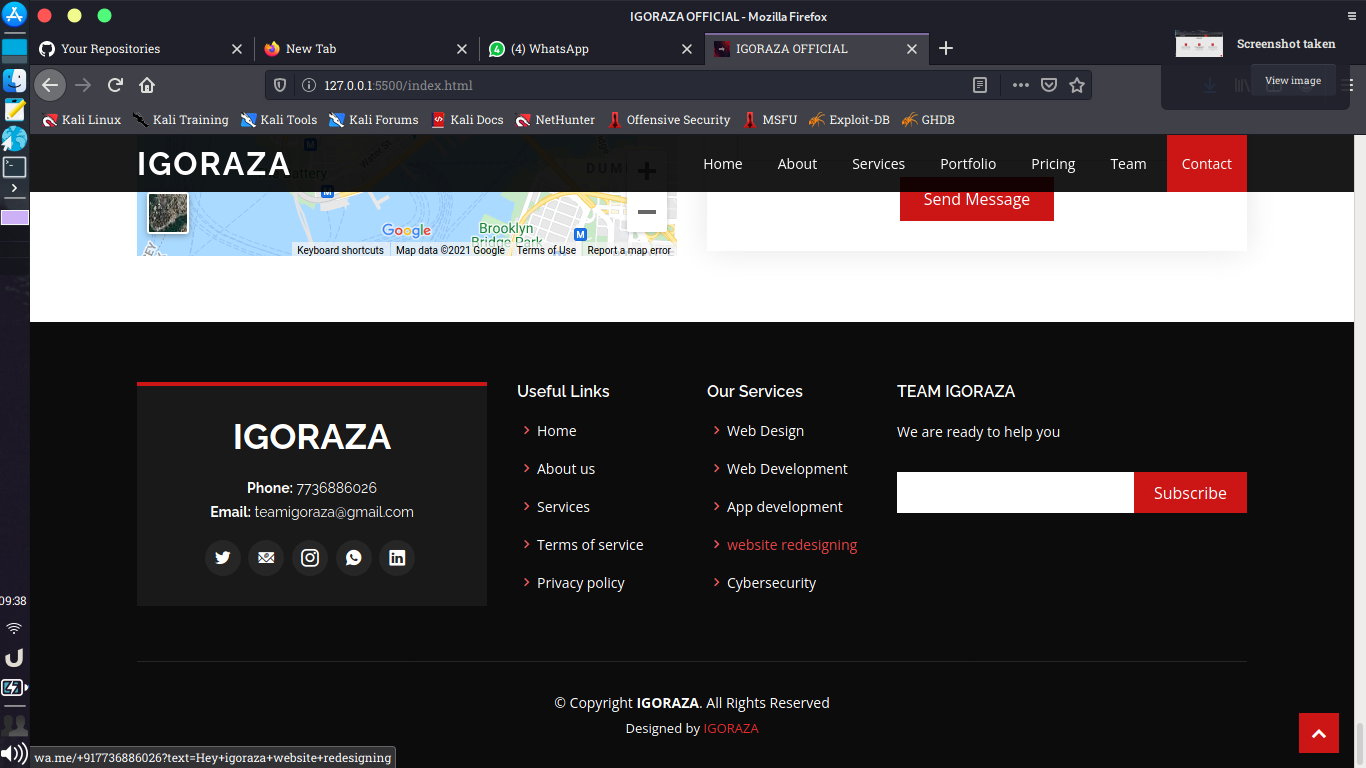 IGORAZA OFFICIAL - Mozilla Firefox
Your Repositories
New Tab
4
(4) WhatsApp
IGORAZA OFFICIAL
Screenshot taken
View image
127.0.0.1:5500/index.html
Kali Linux
Kali Training
Kali Tools
Kali Forums
Kali Docs
NetHunter
Offensive Security
MSFU
Exploit-DB
GHDB
IGORAZA
Home
About
Services
Portfolio
Pricing
Team
Contact
M
M
M
Google
Brooklyn
Bridge Park
Keyboard shortcuts
Map data ©2021 Google
Terms of Use
Report a map error
Send Message
IGORAZA
Phone: 7736886026
Email: teamigoraza@gmail.com
Useful Links
Home
About us
Services
Terms of service
Privacy policy
Our Services
Web Design
Web Development
App development
website redesigning
Cybersecurity
TEAM IGORAZA
We are ready to help you
Subscribe
© Copyright IGORAZA. All Rights Reserved
Designed by IGORAZA
09:38
wa.me/+917736886026?text=Hey+igoraza+website+redesigning